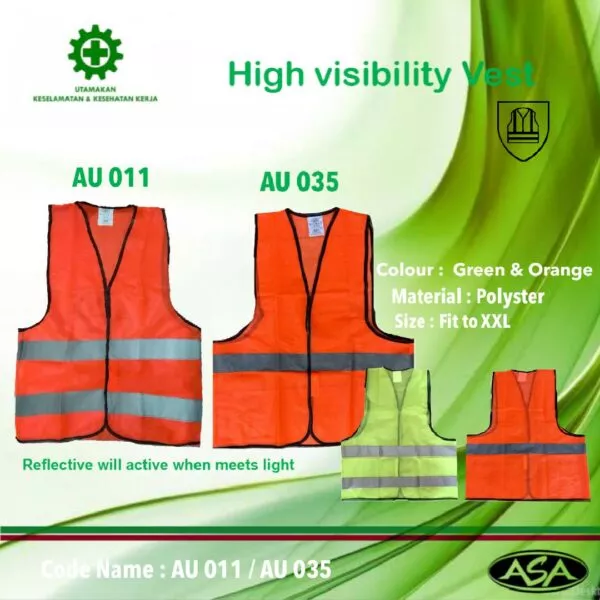 UTAMAKAN
KESELAMATAN & KESEHATAN KERJA
High visibility Vest
AU 011
AU 035
Colour : Green & Orange
Material : Polyster
Size : Fit to XXL
Reflective will active when meets light
Code Name : AU 011 / AU 035
ASA